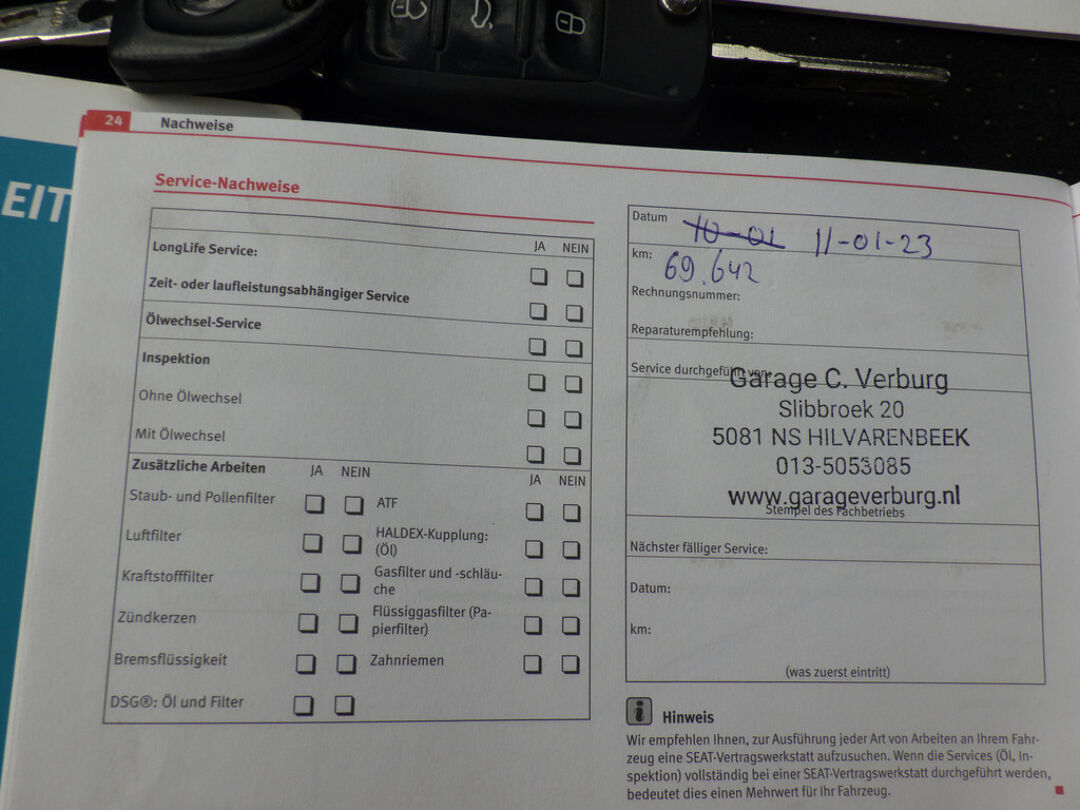 EIT
24 Nachweise
Service-Nachweise
JA NEIN
LongLife Service:
Zeit- oder laufleistungsabhängiger Service
Ölwechsel-Service
Inspektion
Ohne Ölwechsel
Mit Ölwechsel
Zusätzliche Arbeiten JA NEIN JA NEIN
Staub- und Pollenfilter
ATF
Luftfilter
HALDEX-Kupplung:
(Öl)
Kraftstofffilter
Gasfilter und -schläu-
che
Zündkerzen
Flüssiggasfilter (Pa-
pierfilter)
Bremsflüssigkeit
Zahnriemen
DSG®: Öl und Filter
Datum 10-01 11-01-23
km: 69.642
Rechnungsnummer:
Reparaturempfehlung:
Service durchgeführt von:
Garage C. Verburg
Slibbroek 20
5081 NS HILVARENBEEK
013-5053085
www.garageverburg.nl
Stempel des Fachbetriebs
Nächster fälliger Service:
Datum:
km:
(was zuerst eintritt)
i Hinweis
Wir empfehlen Ihnen, zur Ausführung jeder Art von Arbeiten an Ihrem Fahr-
zeug eine SEAT-Vertragswerkstatt aufzusuchen. Wenn die Services (Öl, In-
spektion) vollständig bei einer SEAT-Vertragswerkstatt durchgeführt werden,
bedeutet dies einen Mehrwert für Ihr Fahrzeug.